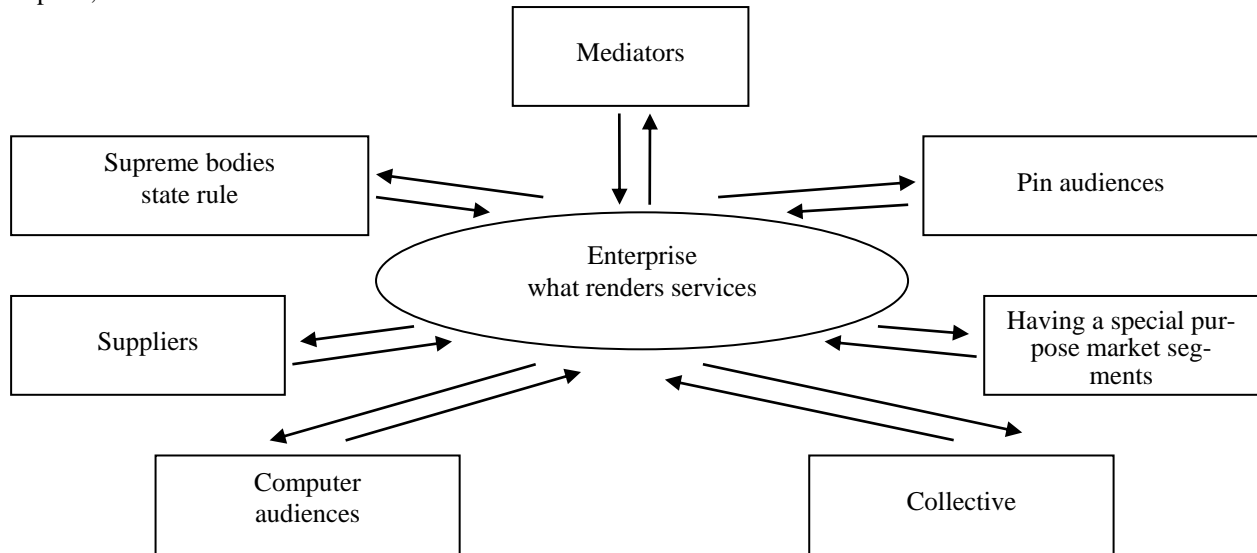 Mediators
Supreme bodies
state rule
Pin audiences
Enterprise
what renders services
Suppliers
Having a special pur-
pose market seg-
ments
Computer
audiences
Collective